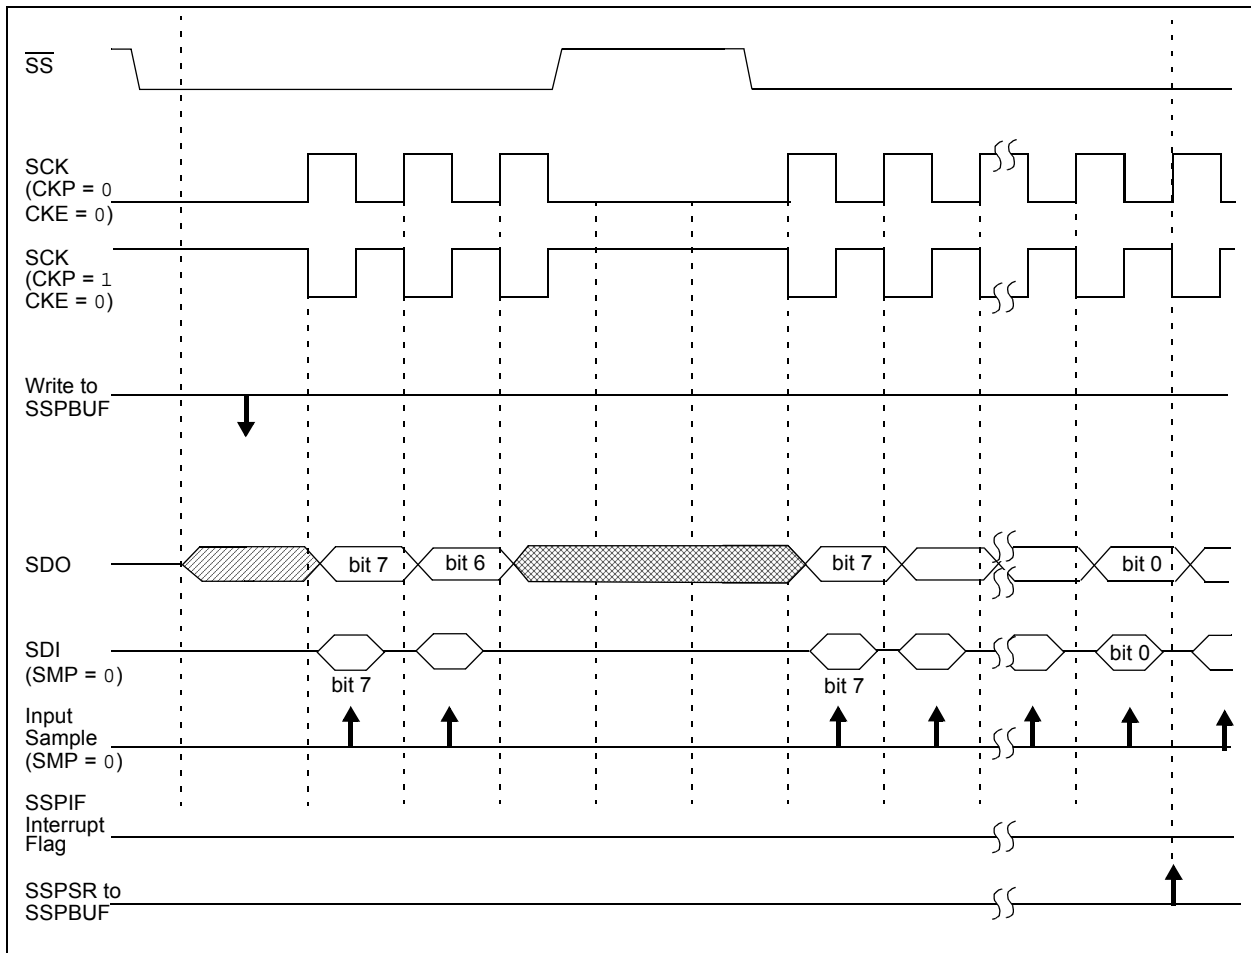 SS
SCK
(CKP = 0
CKE = 0)
SCK
(CKP = 1
CKE = 0)
Write to
SSPBUF
SDO
bit 7
bit 6
bit 7
bit 0
SDI
(SMP = 0)
bit 7
bit 7
bit 0
Input
Sample
(SMP = 0)
SSPIF
Interrupt
Flag
SSPSR to
SSPBUF